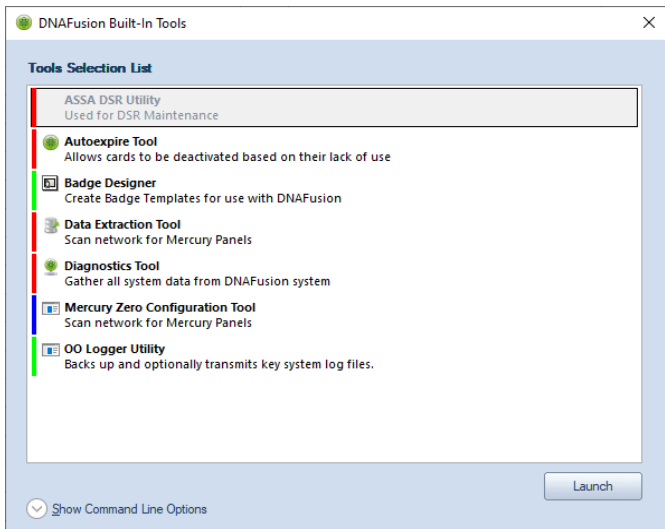 DNAFusion Built-In Tools
Tools Selection List
ASSA DSR Utility
Used for DSR Maintenance
Autoexpire Tool
Allows cards to be deactivated based on their lack of use
Badge Designer
Create Badge Templates for use with DNAFusion
Data Extraction Tool
Scan network for Mercury Panels
Diagnostics Tool
Gather all system data from DNAFusion system
Mercury Zero Configuration Tool
Scan network for Mercury Panels
OO Logger Utility
Backs up and optionally transmits key system log files.
Launch
Show Command Line Options